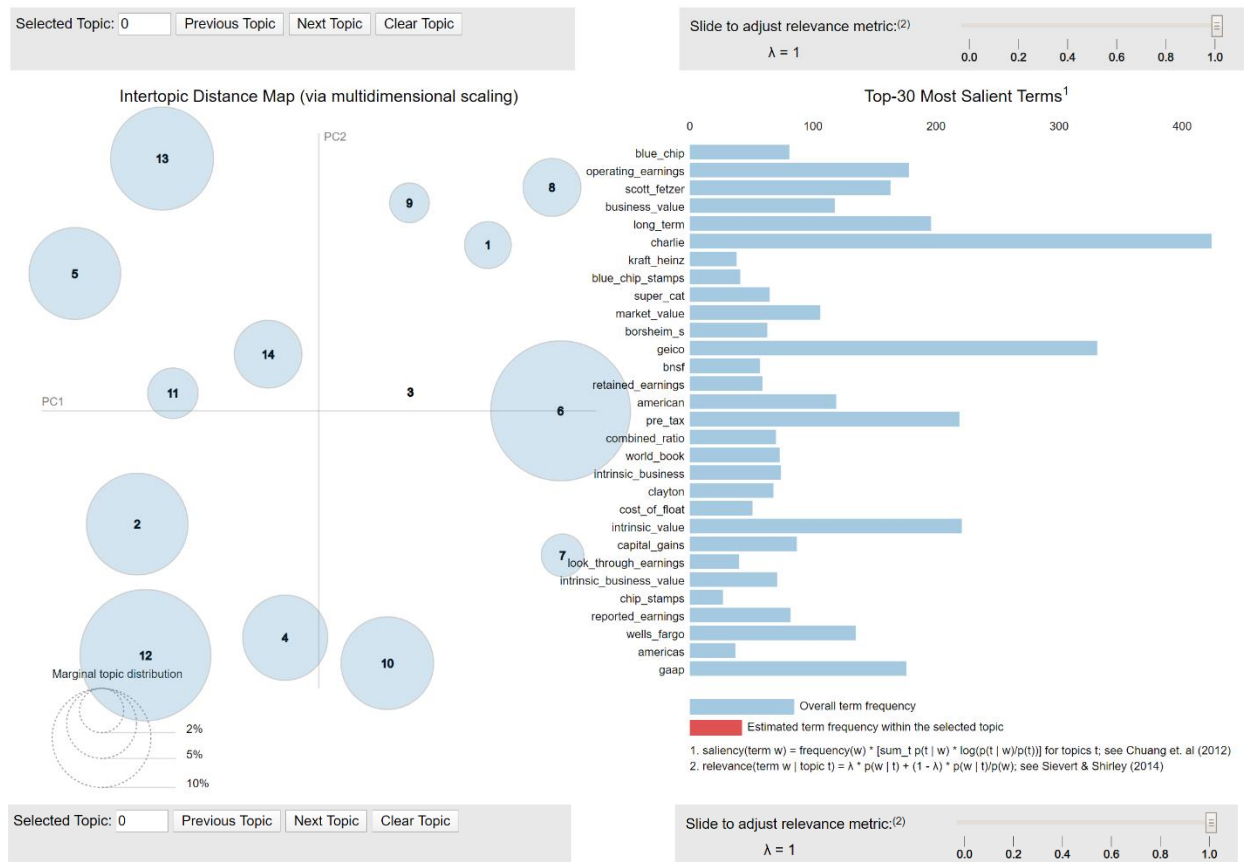 Selected Topic: 0 Previous Topic Next Topic Clear Topic
Slide to adjust relevance metric:(2)
λ = 1
0.0 0.2 0.4 0.6 0.8 1.0
Intertopic Distance Map (via multidimensional scaling)
PC2
PC1
13
8
9
1
5
14
11
3
6
2
7
4
12
10
Marginal topic distribution
2%
5%
10%
Top-30 Most Salient Terms1
0 100 200 300 400
blue_chip
operating_earnings
scott_fetzer
business_value
long_term
charlie
kraft_heinz
blue_chip_stamps
super_cat
market_value
borsheim_s
geico
bnsf
retained_earnings
american
pre_tax
combined_ratio
world_book
intrinsic_business
clayton
cost_of_float
intrinsic_value
capital_gains
look_through_earnings
intrinsic_business_value
chip_stamps
reported_earnings
wells_fargo
americas
gaap
Overall term frequency
Estimated term frequency within the selected topic
1. saliency(term w) = frequency(w) * [sum_t p(t | w) * log(p(t | w)/p(t))] for topics t; see Chuang et. al (2012)
2. relevance(term w | topic t) = λ * p(w | t) + (1 - λ) * p(w | t)/p(w); see Sievert & Shirley (2014)
Selected Topic: 0 Previous Topic Next Topic Clear Topic
Slide to adjust relevance metric:(2)
λ = 1
0.0 0.2 0.4 0.6 0.8 1.0